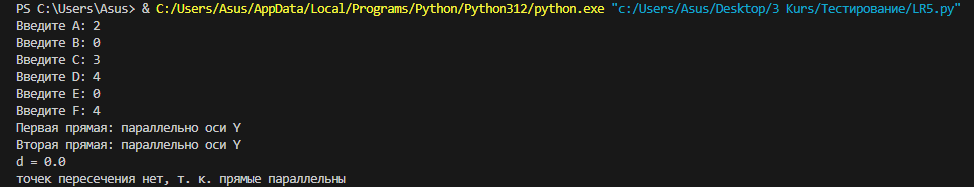 PS C:\Users\Asus> & C:/Users/Asus/AppData/Local/Programs/Python/Python312/python.exe "c:/Users/Asus/Desktop/3 Kurs/Тестирование/LR5.py"
Введите A: 2
Введите B: 0
Введите C: 3
Введите D: 4
Введите E: 0
Введите F: 4
Первая прямая: параллельно оси Y
Вторая прямая: параллельно оси Y
d = 0.0
точек пересечения нет, т. к. прямые параллельны